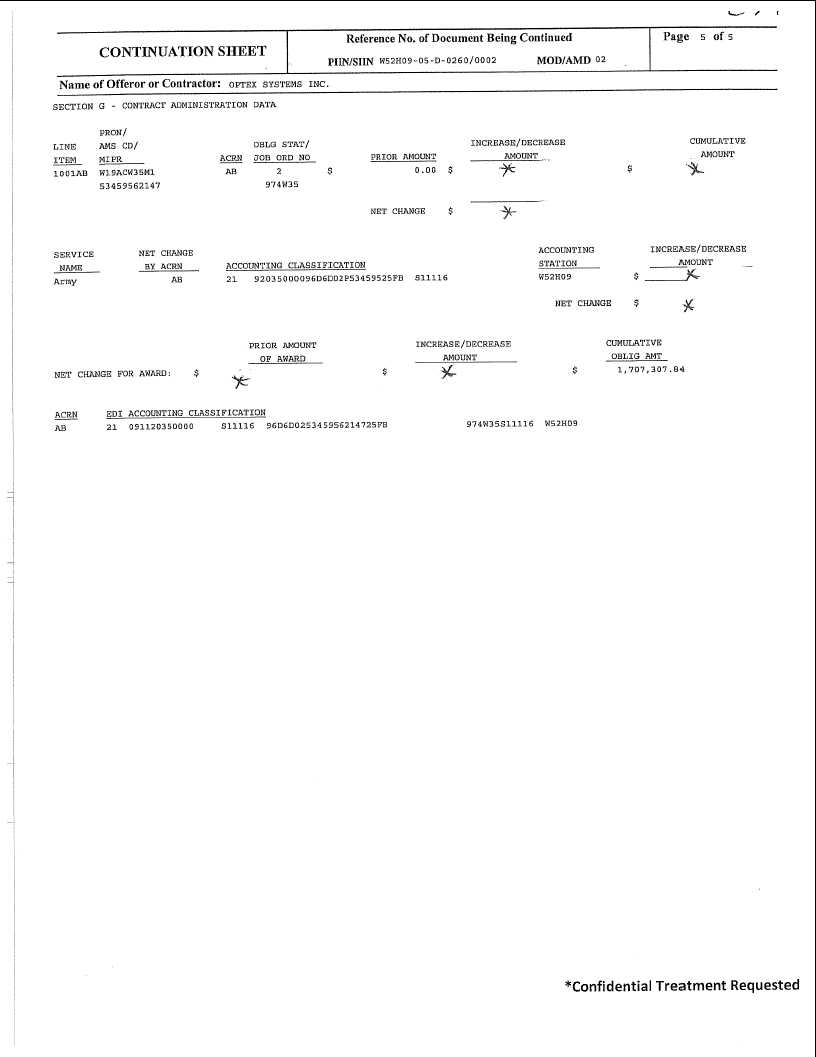 CONTINUATION SHEET
Reference No. of Document Being Continued
Page 5 of 5
PIIN/SIIN W52H09-05-D-0260/0002 MOD/AMD 02
Name of Offeror or Contractor: OPTEX SYSTEMS INC.
SECTION G - CONTRACT ADMINISTRATION DATA
PRON/
LINE AMS CD/ OBLG STAT/ INCREASE/DECREASE CUMULATIVE
ITEM MIPR ACRN JOB ORD NO PRIOR AMOUNT AMOUNT AMOUNT
1001AB W19ACW35M1 AB 2 $ 0.00 $ * $ *
53459562147 974W35
NET CHANGE $ *
SERVICE NET CHANGE ACCOUNTING INCREASE/DECREASE
NAME BY ACRN ACCOUNTING CLASSIFICATION STATION AMOUNT
Army AB 21 92035000096D6D02P53459525FB S11116 W52H09 $ *
NET CHANGE $ *
PRIOR AMOUNT INCREASE/DECREASE CUMULATIVE
OF AWARD AMOUNT OBLIG AMT
NET CHANGE FOR AWARD: $ * $ * $ 1,707,307.84
ACRN EDI ACCOUNTING CLASSIFICATION
AB 21 091120350000 S11116 96D6D025345956214725FB 974W35S11116 W52H09
*Confidential Treatment Requested